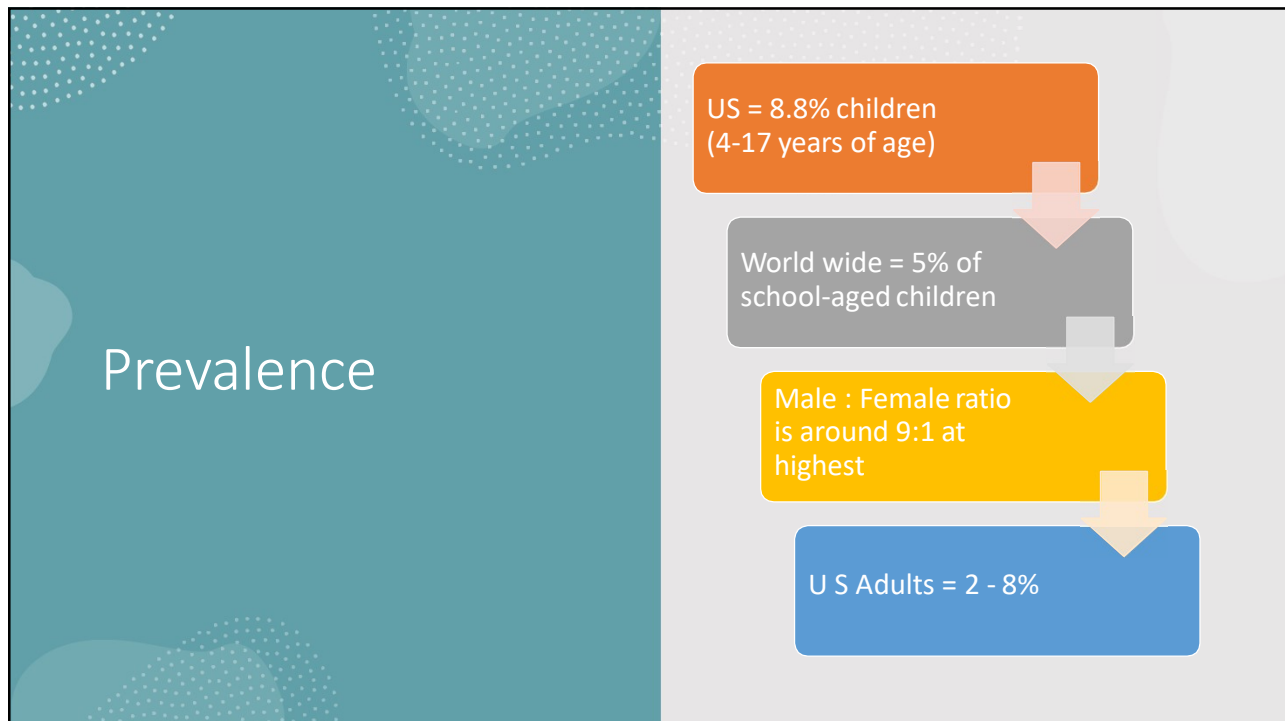 Prevalence
US = 8.8% children
(4-17 years of age)
World wide = 5% of
school-aged children
Male : Female ratio
is around 9:1 at
highest
U S Adults = 2 - 8%